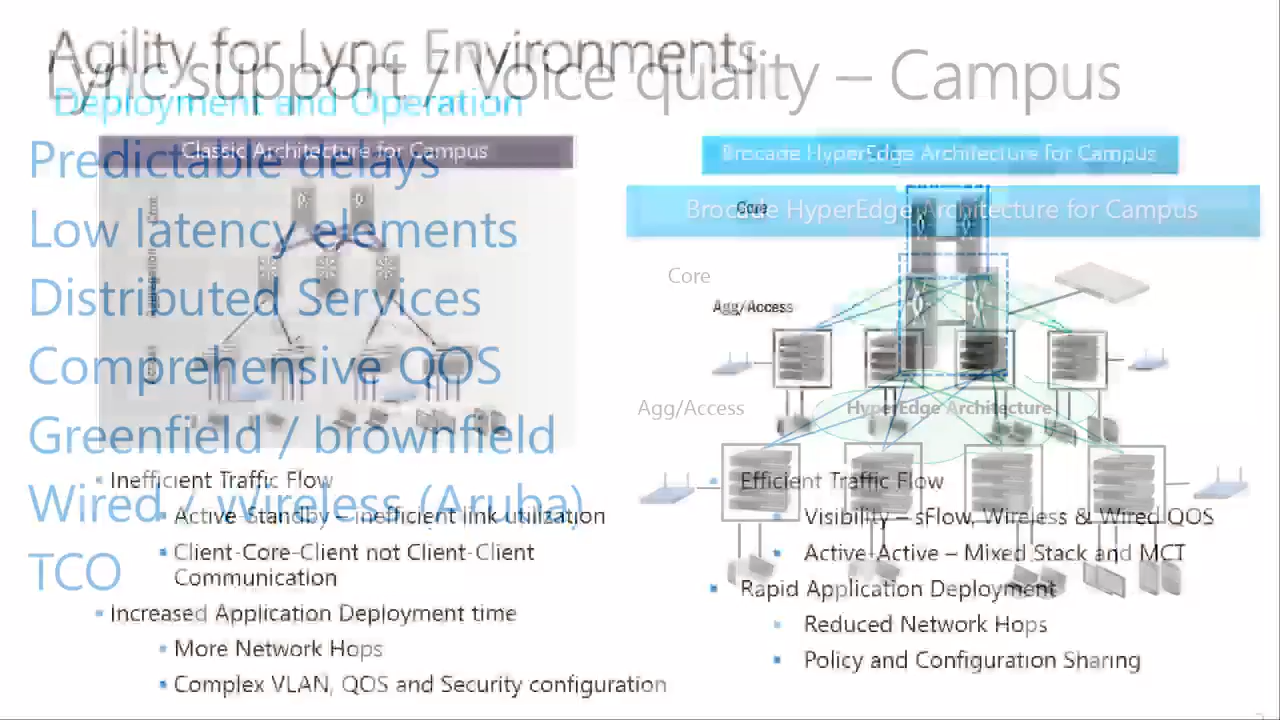 Agility for Lync Environments
Lync support / Voice quality – Campus
Deployment and Operation
Classic Architecture for Campus
Predictable delays
Low latency elements
Distributed Services
Comprehensive QOS
Greenfield / brownfield
Wired / Wireless (Aruba)
TCO
Inefficient Traffic Flow
Active-Standby – inefficient link utilization
Client-Core-Client not Client-Client
Communication
Increased Application Deployment time
More Network Hops
Complex VLAN, QOS and Security configuration
Brocade HyperEdge Architecture for Campus
Core
Brocade HyperEdge Architecture for Campus
Core
Agg/Access
Agg/Access
HyperEdge Architecture
Efficient Traffic Flow
Visibility – sFlow, Wireless & Wired QOS
Active-Active – Mixed Stack and MCT
Rapid Application Deployment
Reduced Network Hops
Policy and Configuration Sharing